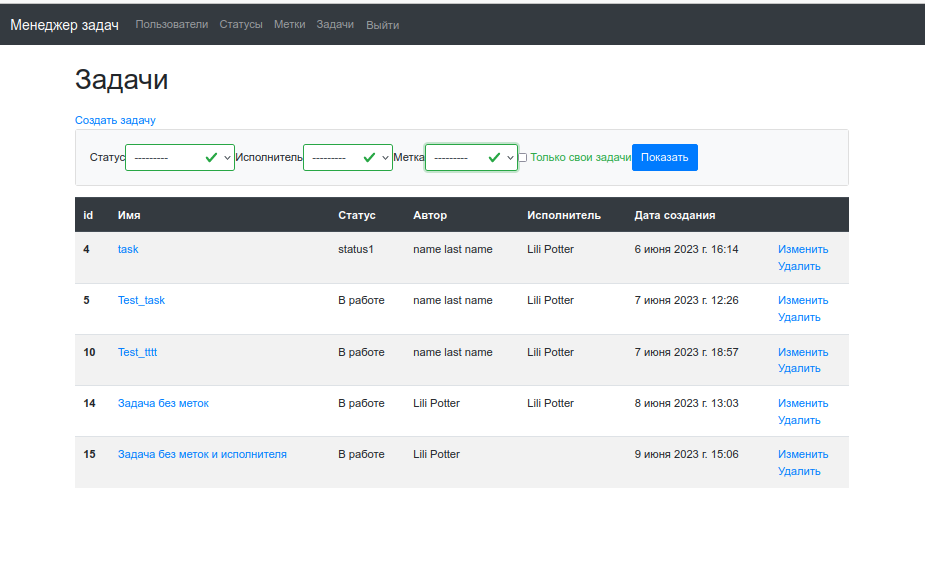 Менеджер задач Пользователи Статусы Метки Задачи Выйти
Задачи
Создать задачу
Статус --------- Исполнитель --------- Метка --------- Только свои задачи Показать
id Имя Статус Автор Исполнитель Дата создания
4 task status1 name last name Lili Potter 6 июня 2023 г. 16:14 Изменить
Удалить
5 Test_task В работе name last name Lili Potter 7 июня 2023 г. 12:26 Изменить
Удалить
10 Test_tttt В работе name last name Lili Potter 7 июня 2023 г. 18:57 Изменить
Удалить
14 Задача без меток В работе Lili Potter Lili Potter 8 июня 2023 г. 13:03 Изменить
Удалить
15 Задача без меток и исполнителя В работе Lili Potter 9 июня 2023 г. 15:06 Изменить
Удалить